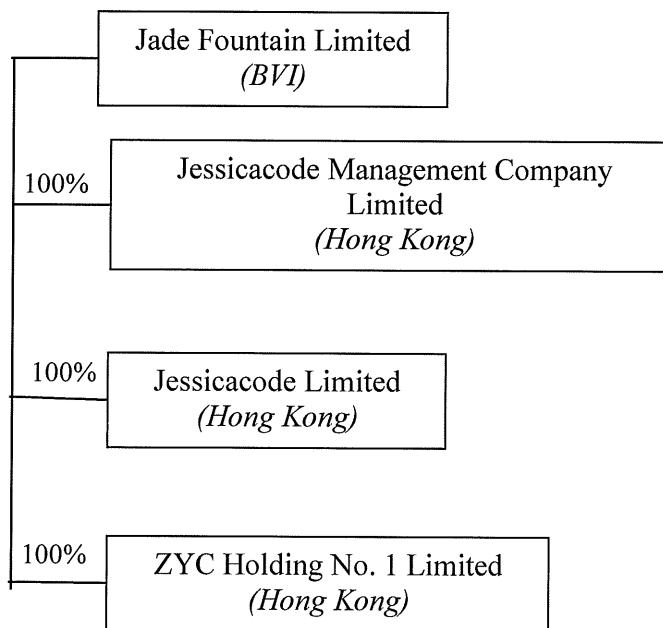 Jade Fountain Limited
(BVI)
100%
Jessicacode Management Company
Limited
(Hong Kong)
100%
Jessicacode Limited
(Hong Kong)
100%
ZYC Holding No. 1 Limited
(Hong Kong)